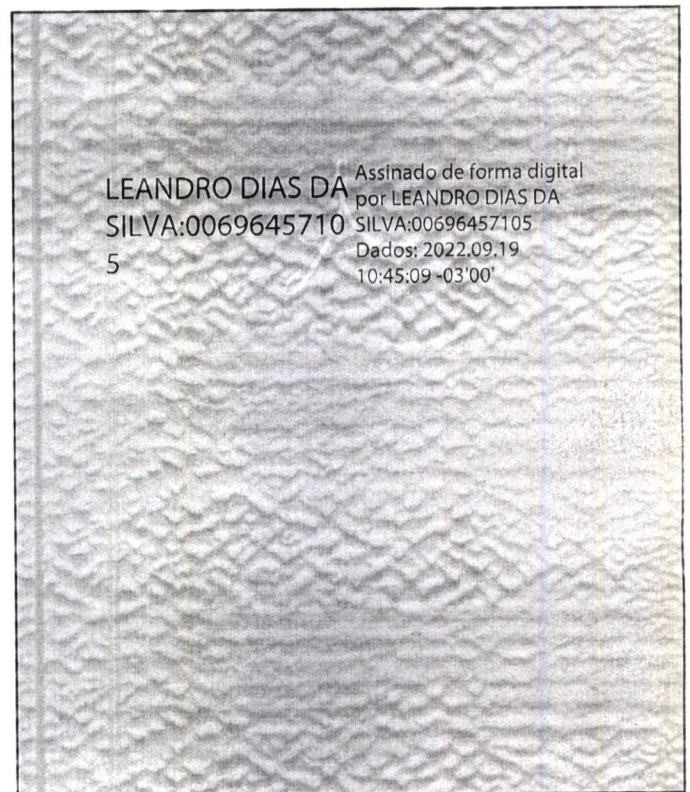 LEANDRO DIAS DA
SILVA:0069645710
5
Assinado de forma digital
por LEANDRO DIAS DA
SILVA:00696457105
Dados: 2022.09.19
10:45:09 -03'00'